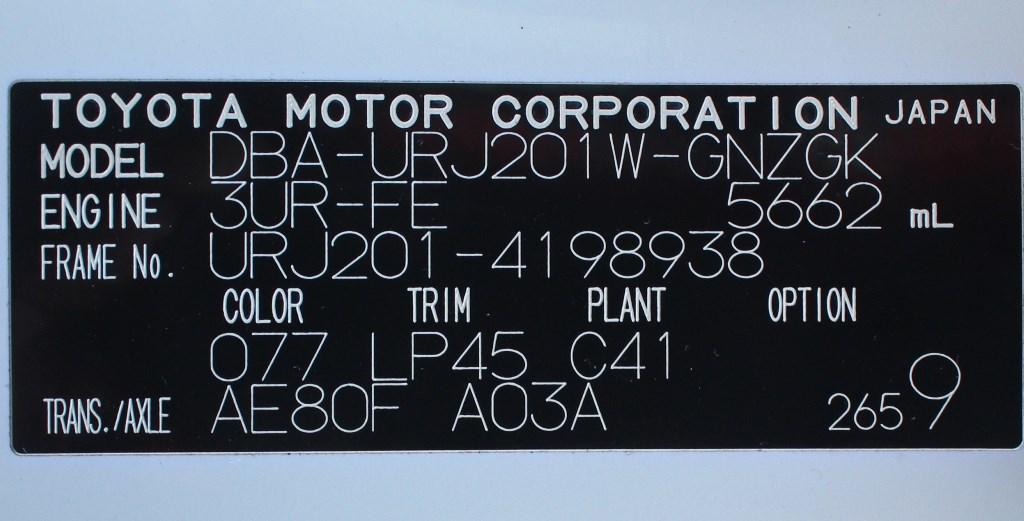 TOYOTA MOTOR CORPORATION JAPAN
MODEL DBA-URJ201W-GNZGK
ENGINE 3UR-FE 5662 mL
FRAME No. URJ201-4198938
COLOR TRIM PLANT OPTION
077 LP45 C41
TRANS./AXLE AE80F A03A 265 9